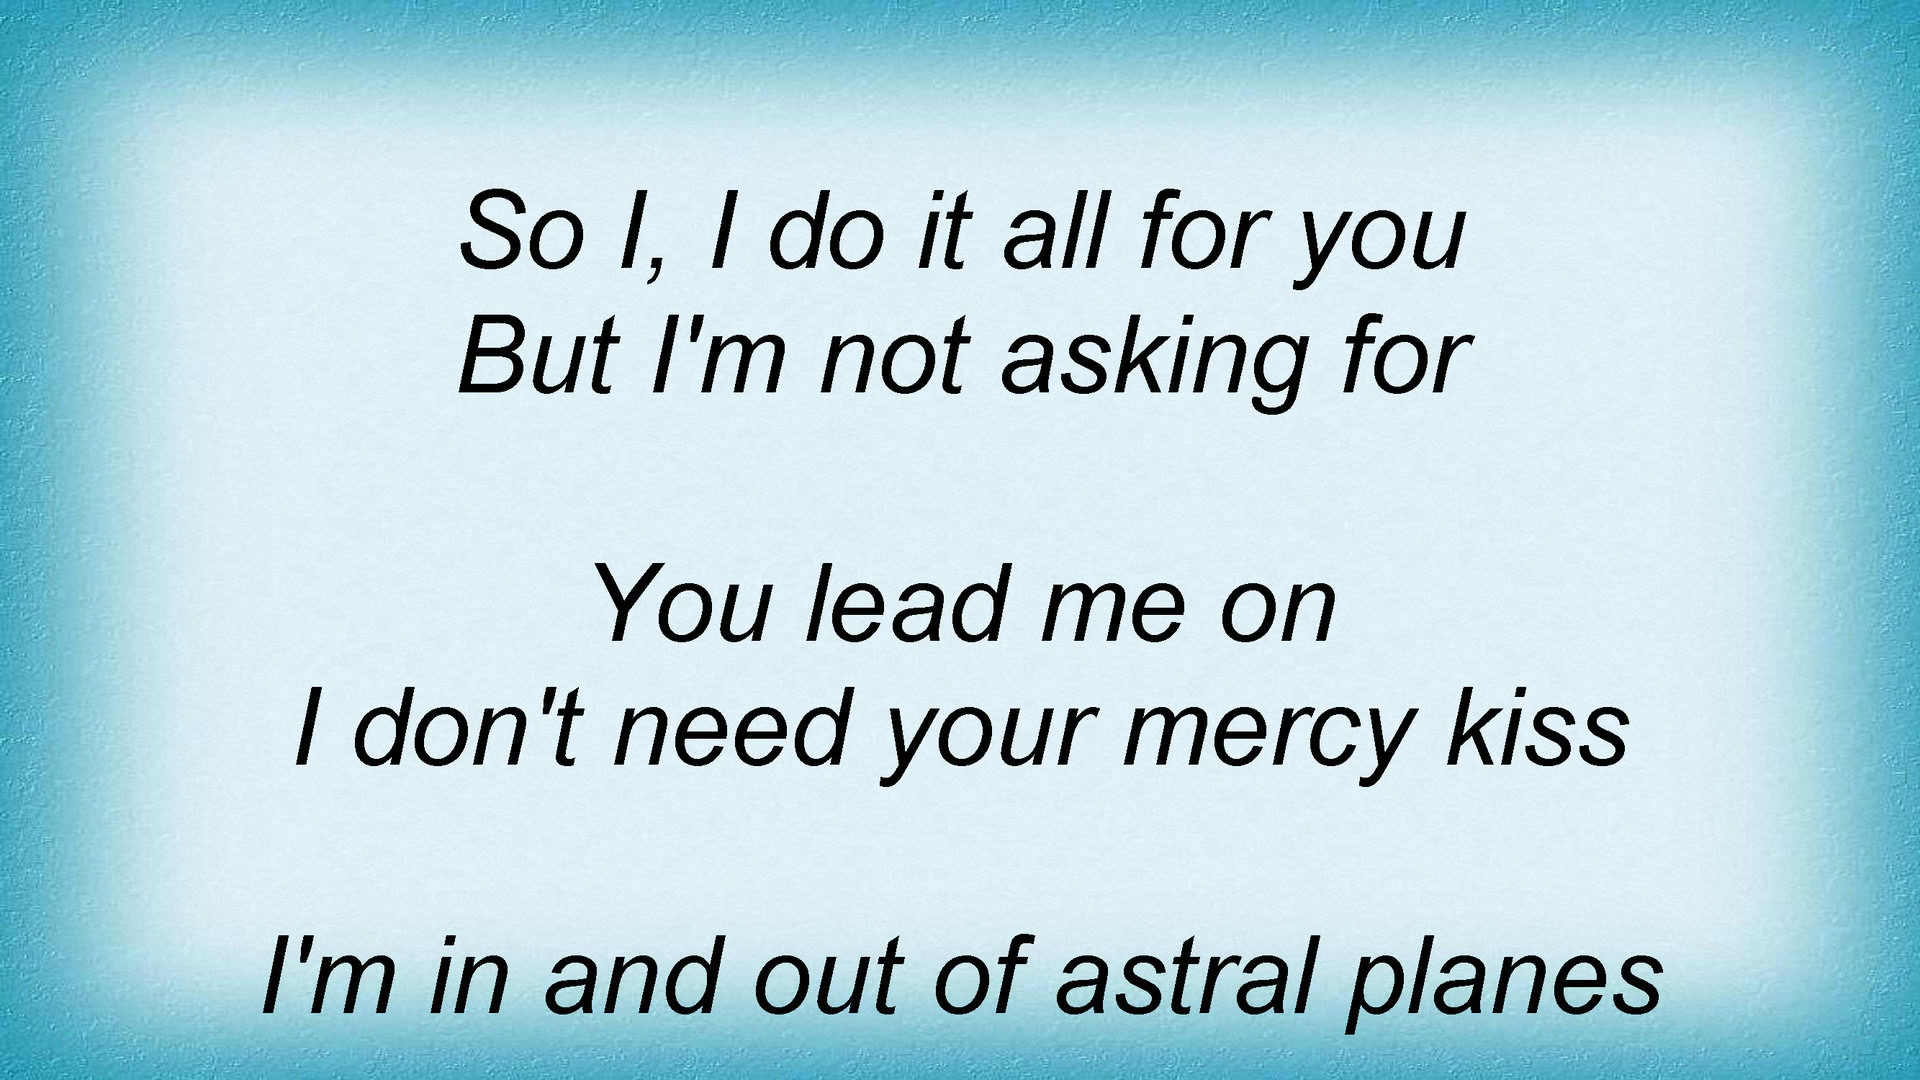 So I, I do it all for you
But I'm not asking for
You lead me on
I don't need your mercy kiss
I'm in and out of astral planes